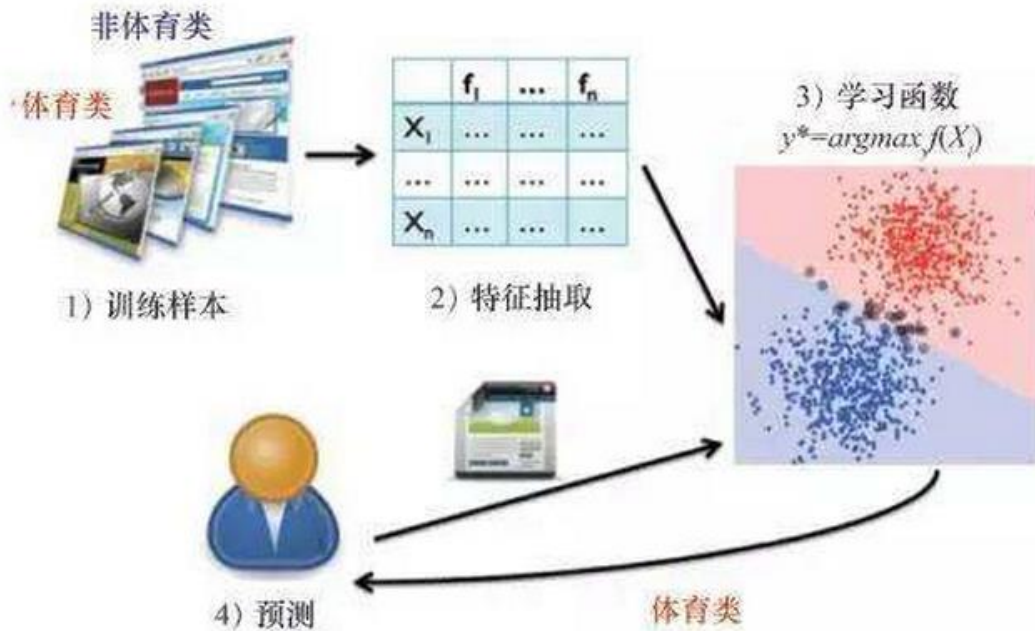 非体育类
体育类
f₁ ... fₙ
X₁ ... ... ...
... ... ... ...
Xₙ ... ... ...
1) 训练样本
2) 特征抽取
3) 学习函数
y*=argmaxᵧf(Xᵢ)
4) 预测
体育类